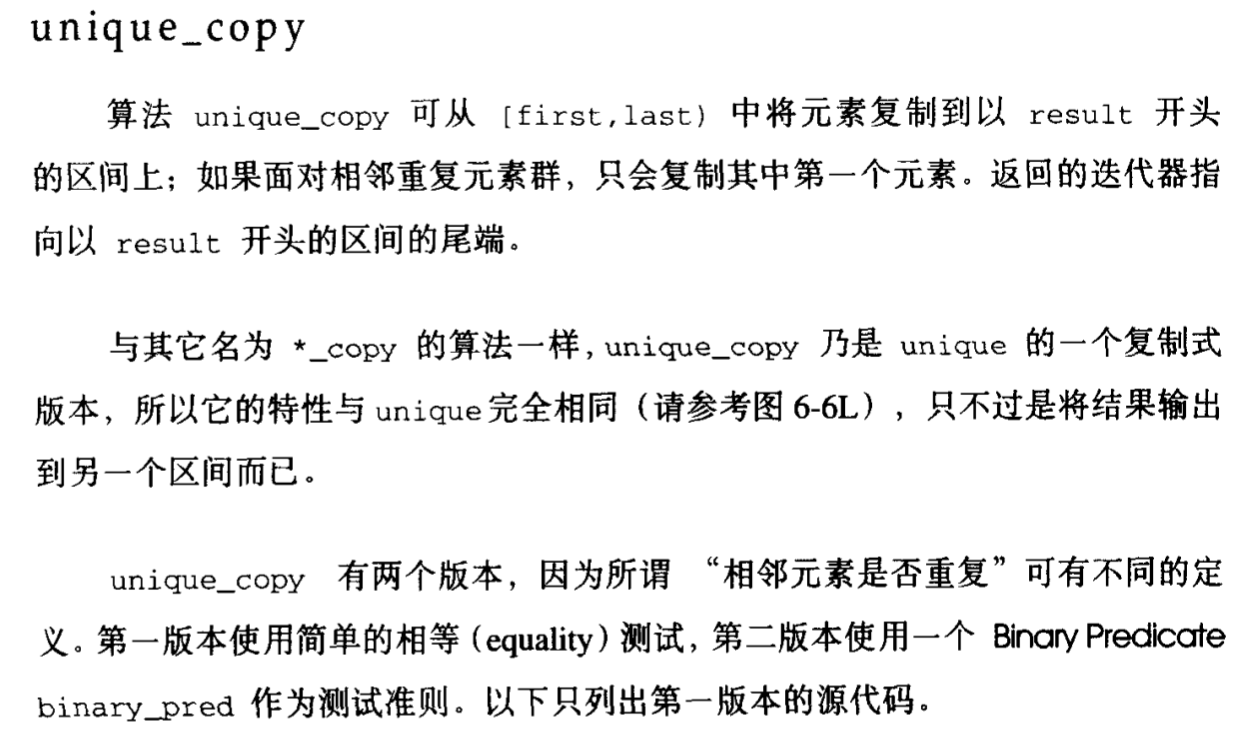 unique_copy
算法 unique_copy 可从 [first,last) 中将元素复制到以 result 开头
的区间上；如果面对相邻重复元素群，只会复制其中第一个元素。返回的迭代器指
向以 result 开头的区间的尾端。
与其它名为 *_copy 的算法一样,unique_copy 乃是 unique 的一个复制式
版本，所以它的特性与 unique 完全相同（请参考图 6-6L），只不过是将结果输出
到另一个区间而已。
unique_copy 有两个版本，因为所谓 “相邻元素是否重复”可有不同的定
义。第一版本使用简单的相等（equality）测试，第二版本使用一个 Binary Predicate
binary_pred 作为测试准则。以下只列出第一版本的源代码。